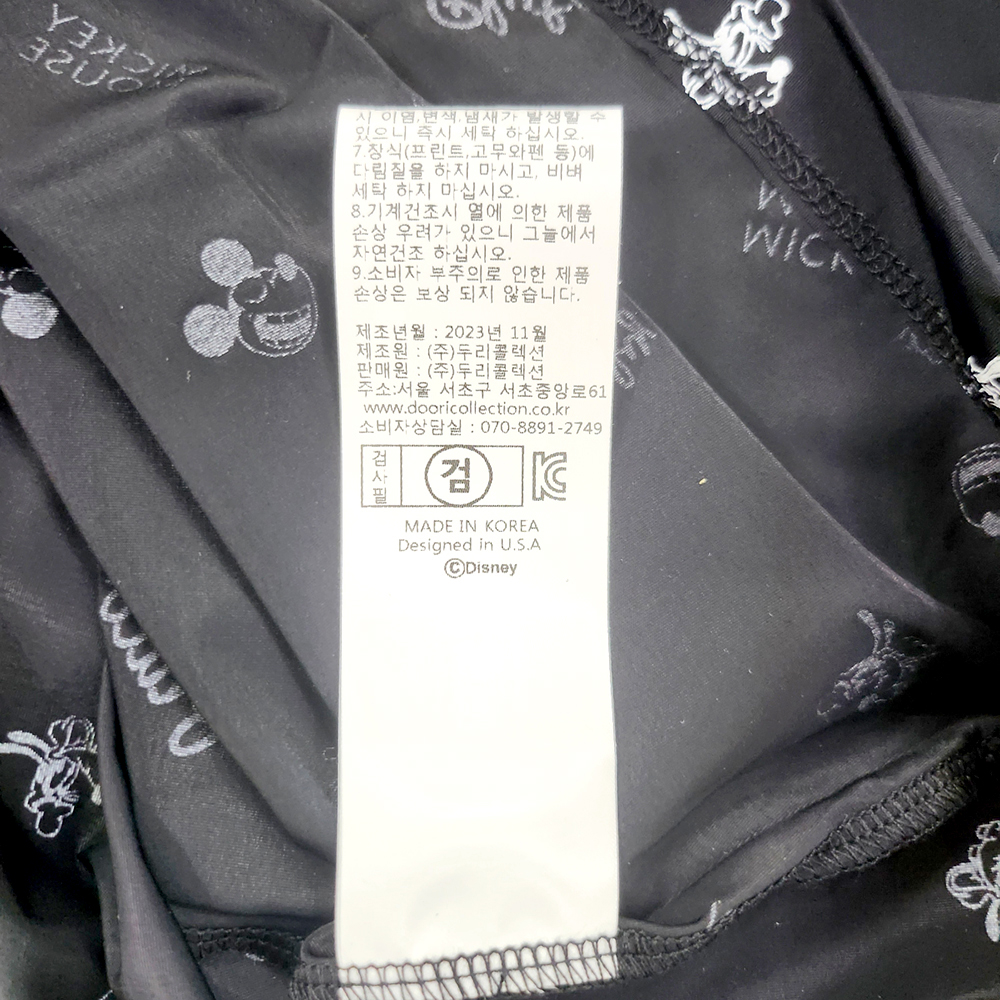 MICKEY
MOUSE
시 이염,변색,냄새가 발생할 수
있으니 즉시 세탁 하십시오.
7.장식(프린트,고무와펜 등)에
다림질을 하지 마시고, 비벼
세탁 하지 마십시오.
8.기계건조시 열에 의한 제품
손상 우려가 있으니 그늘에서
자연건조 하십시오.
9.소비자 부주의로 인한 제품
손상은 보상 되지 않습니다.
제조년월 : 2023년 11월
제조원 : (주)두리콜렉션
판매원 : (주)두리콜렉션
주소:서울 서초구 서초중앙로61
www.dooricollection.co.kr
소비자상담실 : 070-8891-2749
검사필 검 KC
MADE IN KOREA
Designed in U.S.A
©Disney